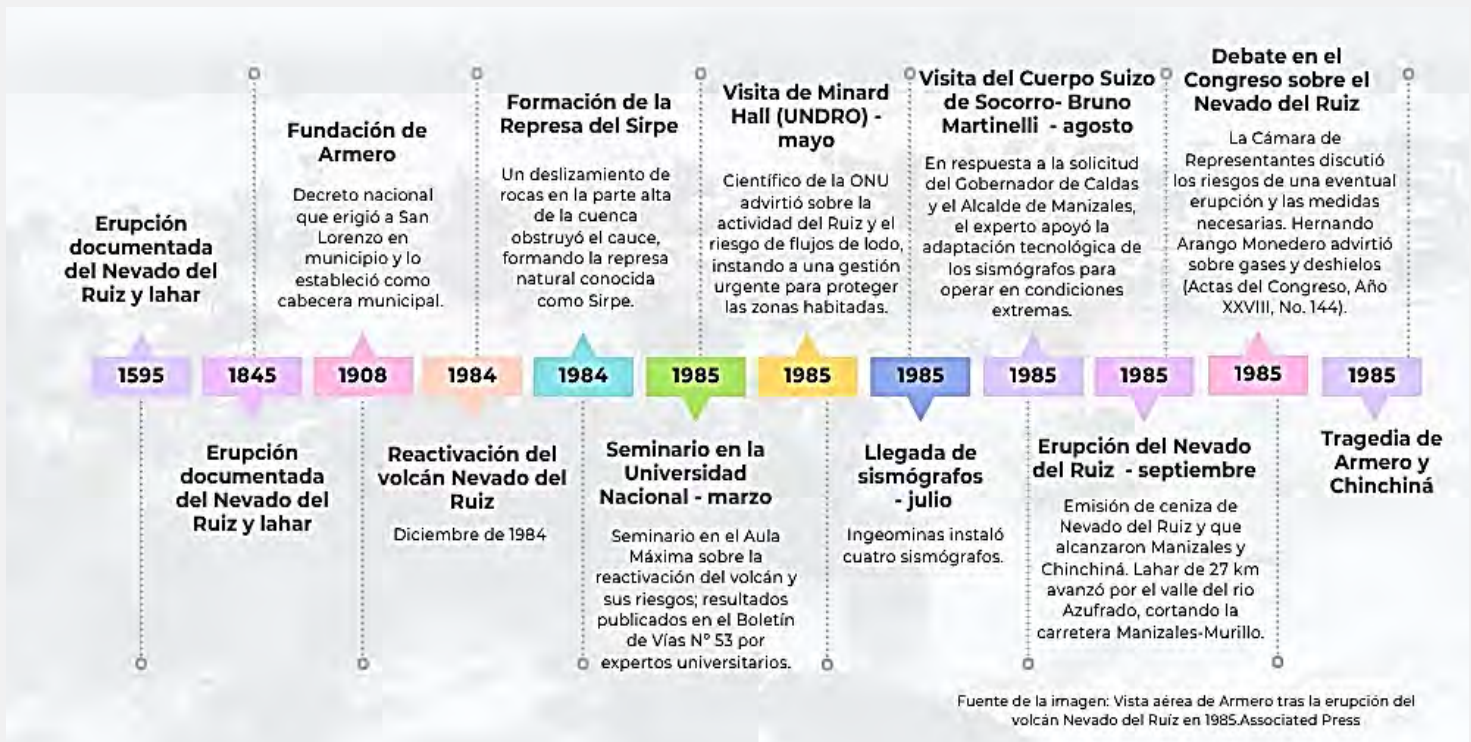 Erupción
documentada
del Nevado del
Ruiz y lahar
1595
1845
Erupción
documentada
del Nevado del
Ruiz y lahar
Fundación de
Armero
Decreto nacional
que erigió a San
Lorenzo en
municipio y lo
estableció como
cabecera municipal.
1908
1984
Reactivación del
volcán Nevado del
Ruiz
Diciembre de 1984
Formación de la
Represa del Sirpe
Un deslizamiento de
rocas en la parte alta
de la cuenca
obstruyó el cauce,
formando la represa
natural conocida
como Sirpe.
1984
1985
Seminario en la
Universidad
Nacional - marzo
Seminario en el Aula
Máxima sobre la
reactivación del volcán y
sus riesgos; resultados
publicados en el Boletín
de Vías N° 53 por
expertos universitarios.
Visita de Minard
Hall (UNDRO) -
mayo
Científico de la ONU
advirtió sobre la
actividad del Ruiz y el
riesgo de flujos de lodo,
instando a una gestión
urgente para proteger
las zonas habitadas.
1985
1985
Llegada de
sismógrafos
- julio
Ingeominas instaló
cuatro sismógrafos.
Visita del Cuerpo Suizo
de Socorro- Bruno
Martinelli - agosto
En respuesta a la solicitud
del Gobernador de Caldas
y el Alcalde de Manizales,
el experto apoyó la
adaptación tecnológica de
los sismógrafos para
operar en condiciones
extremas.
1985
1985
Erupción del Nevado
del Ruiz - septiembre
Emisión de ceniza de
Nevado del Ruiz y que
alcanzaron Manizales y
Chinchiná. Lahar de 27 km
avanzó por el valle del rio
Azufrado, cortando la
carretera Manizales-Murillo.
Debate en el
Congreso sobre el
Nevado del Ruiz
La Cámara de
Representantes discutió
los riesgos de una eventual
erupción y las medidas
necesarias. Hernando
Arango Monedero advirtió
sobre gases y deshielos
(Actas del Congreso, Año
XXVIII, No. 144).
1985
1985
Tragedia de
Armero y
Chinchiná
Fuente de la imagen: Vista aérea de Armero tras la erupción del
volcán Nevado del Ruíz en 1985.Associated Press